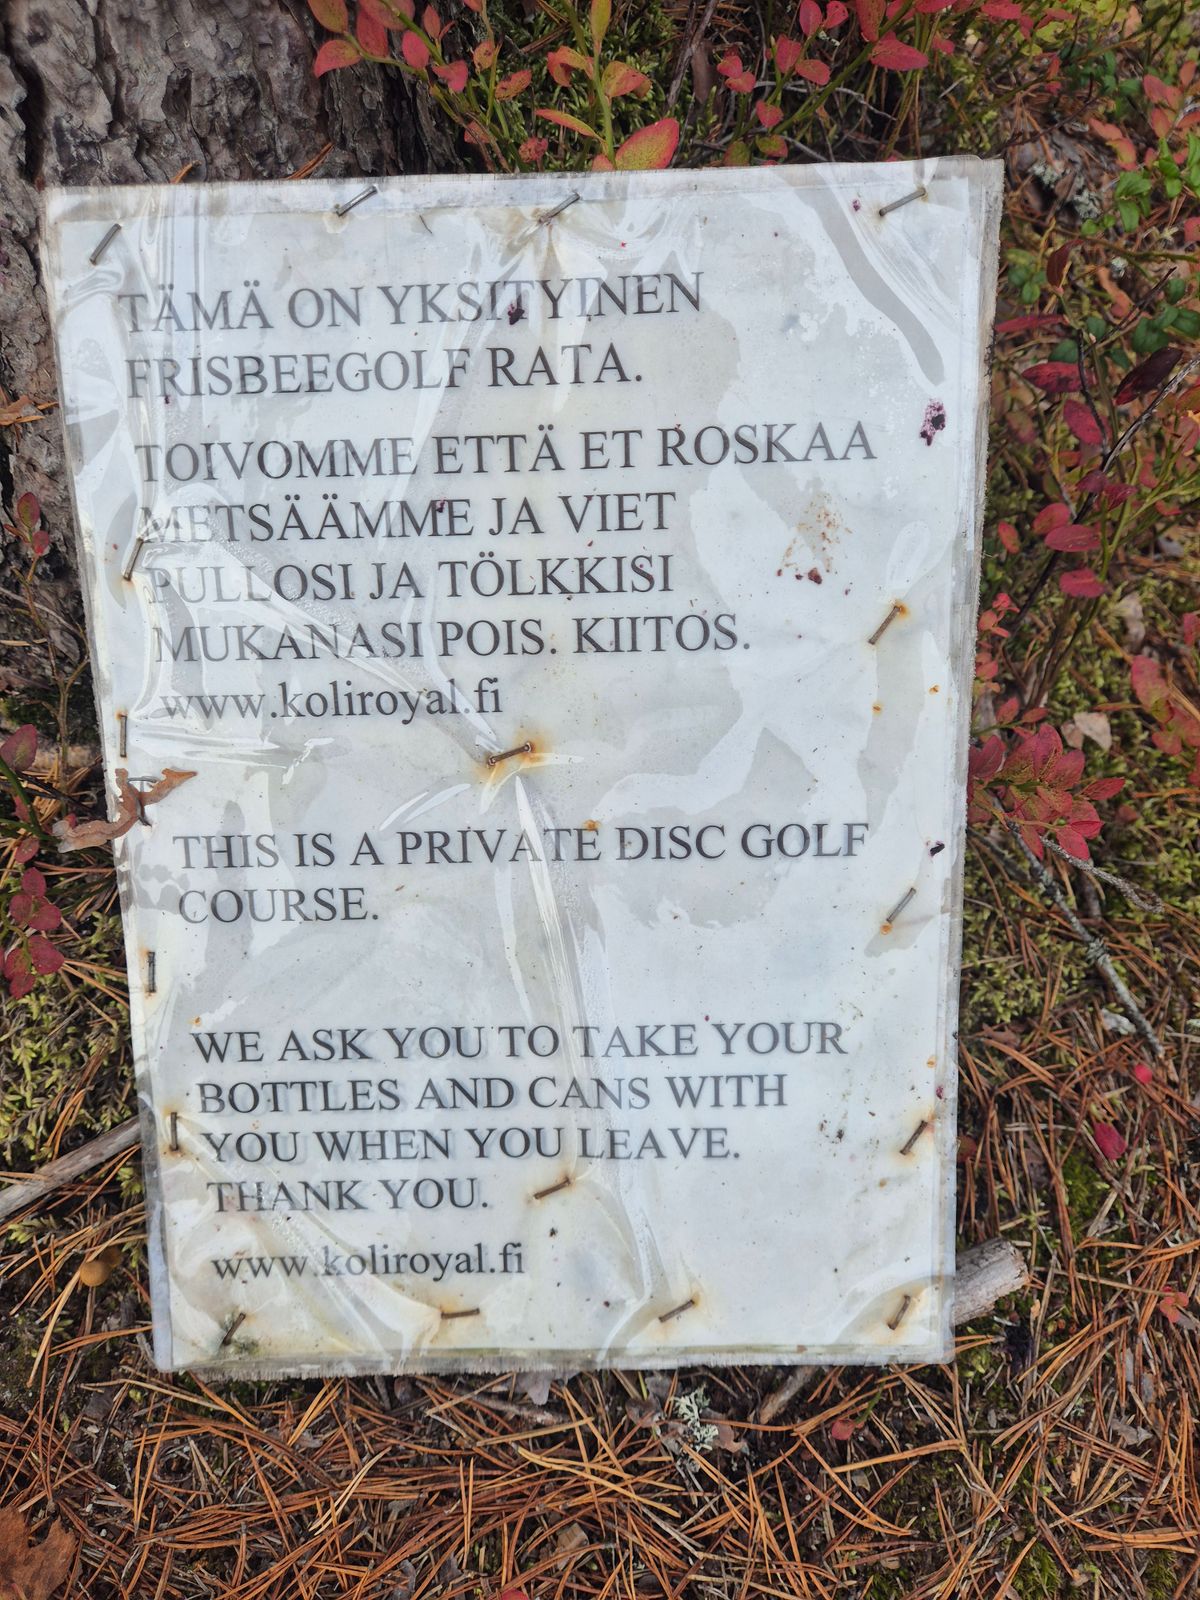 TÄMÄ ON YKSITYINEN
FRISBEEGOLF RATA.
TOIVOMME ETTÄ ET ROSKAA
METSÄÄMME JA VIET
PULLOSI JA TÖLKKISI
MUKANASI POIS. KIITOS.
www.koliroyal.fi
THIS IS A PRIVATE DISC GOLF
COURSE.
WE ASK YOU TO TAKE YOUR
BOTTLES AND CANS WITH
YOU WHEN YOU LEAVE.
THANK YOU.
www.koliroyal.fi